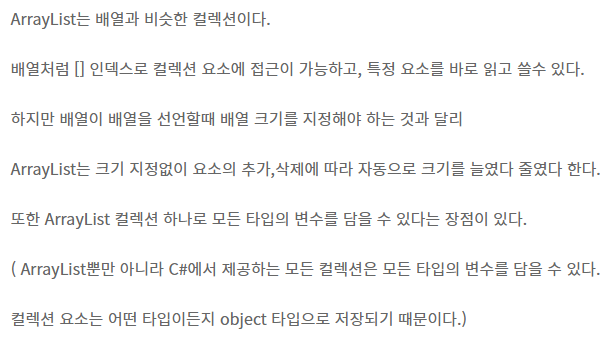 ArrayList는 배열과 비슷한 컬렉션이다.
배열처럼 [] 인덱스로 컬렉션 요소에 접근이 가능하고, 특정 요소를 바로 읽고 쓸수 있다.
하지만 배열이 배열을 선언할때 배열 크기를 지정해야 하는 것과 달리
ArrayList는 크기 지정없이 요소의 추가,삭제에 따라 자동으로 크기를 늘였다 줄였다 한다.
또한 ArrayList 컬렉션 하나로 모든 타입의 변수를 담을 수 있다는 장점이 있다.
( ArrayList뿐만 아니라 C#에서 제공하는 모든 컬렉션은 모든 타입의 변수를 담을 수 있다.
컬렉션 요소는 어떤 타입이든지 object 타입으로 저장되기 때문이다.)